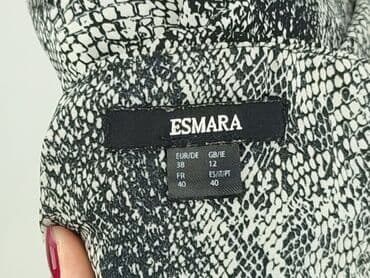 ESMARA
EUR/DE GB/IE
38 12
FR ES/IT/PT
40 40